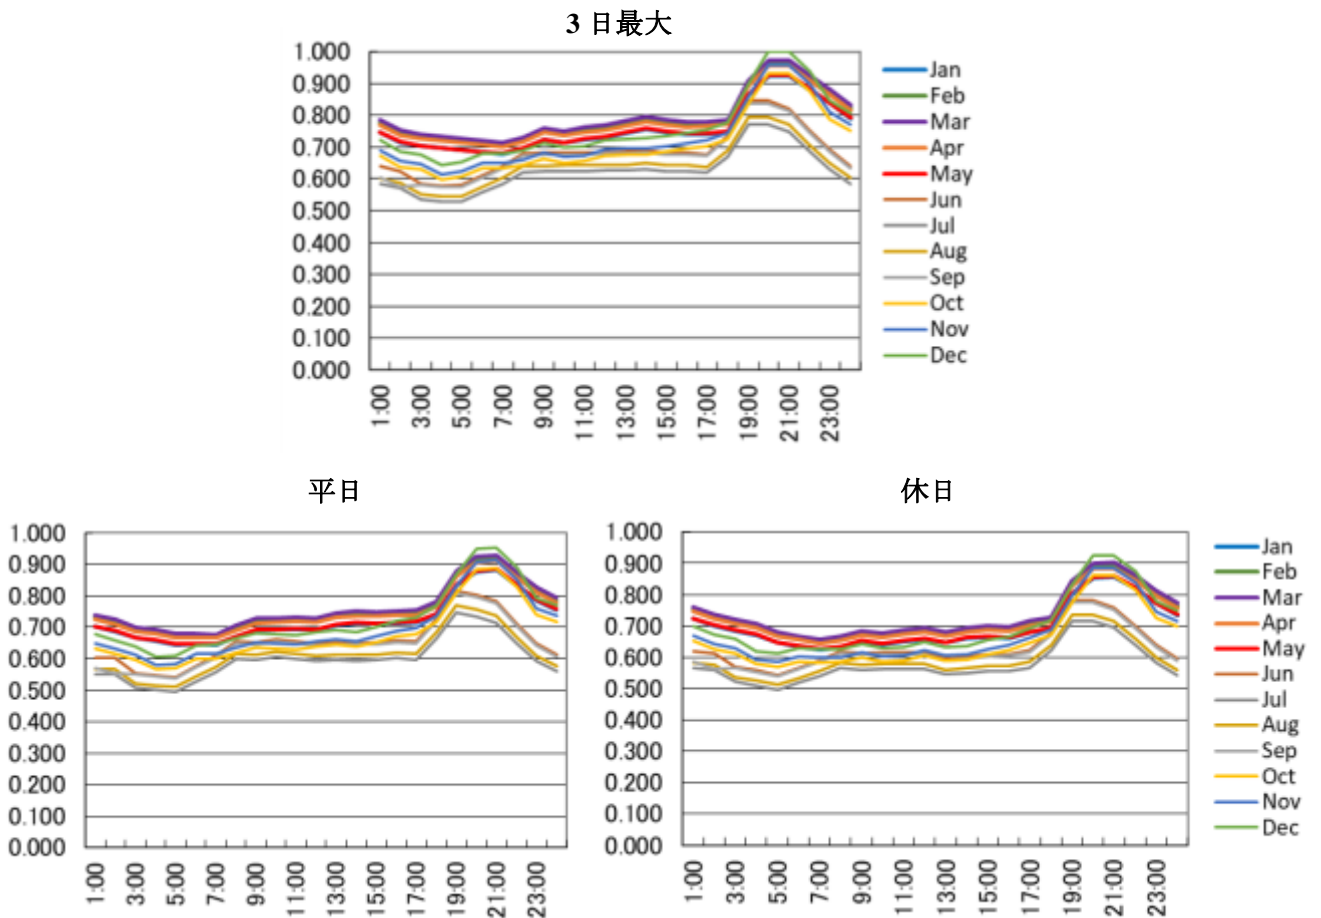 3 日最大
1.000
0.900
0.800
0.700
0.600
0.500
0.400
0.300
0.200
0.100
0.000
1:00
3:00
5:00
7:00
9:00
11:00
13:00
15:00
17:00
19:00
21:00
23:00
Jan
Feb
Mar
Apr
May
Jun
Jul
Aug
Sep
Oct
Nov
Dec
平日
1.000
0.900
0.800
0.700
0.600
0.500
0.400
0.300
0.200
0.100
0.000
1:00
3:00
5:00
7:00
9:00
11:00
13:00
15:00
17:00
19:00
21:00
23:00
休日
1.000
0.900
0.800
0.700
0.600
0.500
0.400
0.300
0.200
0.100
0.000
1:00
3:00
5:00
7:00
9:00
11:00
13:00
15:00
17:00
19:00
21:00
23:00
Jan
Feb
Mar
Apr
May
Jun
Jul
Aug
Sep
Oct
Nov
Dec